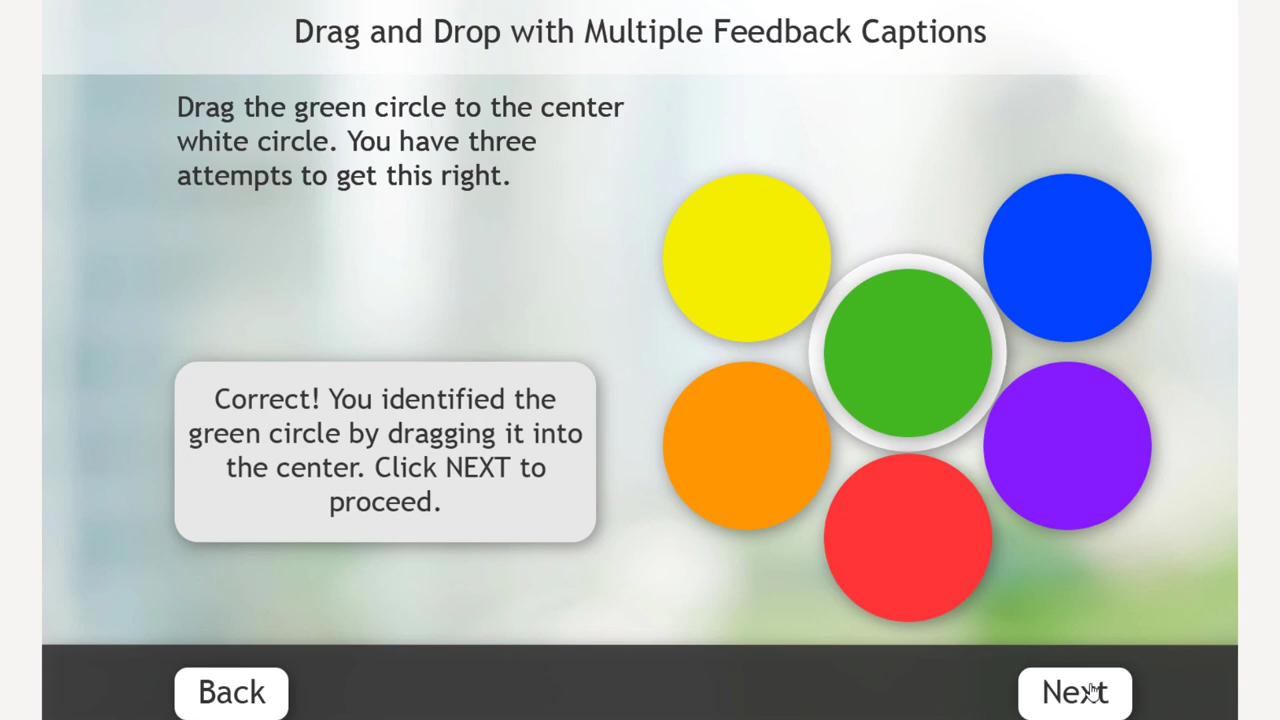 Drag and Drop with Multiple Feedback Captions
Drag the green circle to the center
white circle. You have three
attempts to get this right.
Correct! You identified the
green circle by dragging it into
the center. Click NEXT to
proceed.
Back
Next